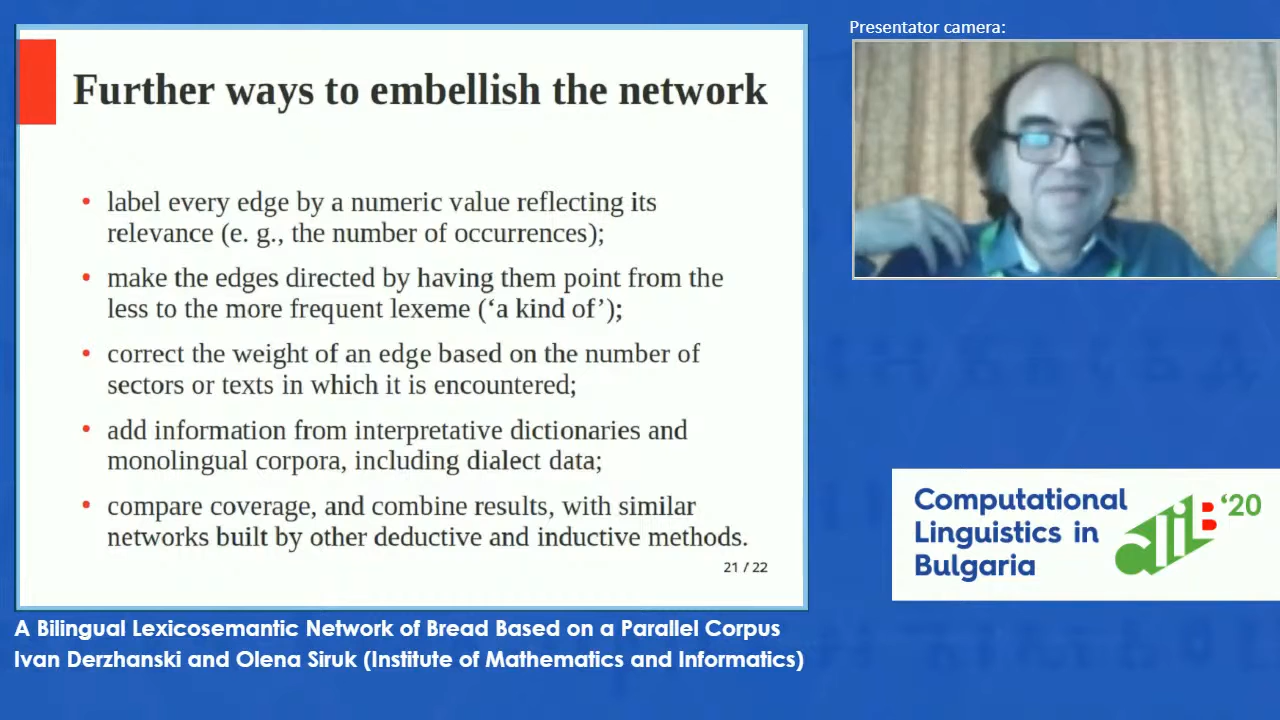 Presentator camera:
Further ways to embellish the network
• label every edge by a numeric value reflecting its
relevance (e. g., the number of occurrences);
• make the edges directed by having them point from the
less to the more frequent lexeme (‘a kind of’);
• correct the weight of an edge based on the number of
sectors or texts in which it is encountered;
• add information from interpretative dictionaries and
monolingual corpora, including dialect data;
• compare coverage, and combine results, with similar
networks built by other deductive and inductive methods.
21 / 22
Computational
Linguistics in
Bulgaria
clIB ‘20
A Bilingual Lexicosemantic Network of Bread Based on a Parallel Corpus
Ivan Derzhanski and Olena Siruk (Institute of Mathematics and Informatics)